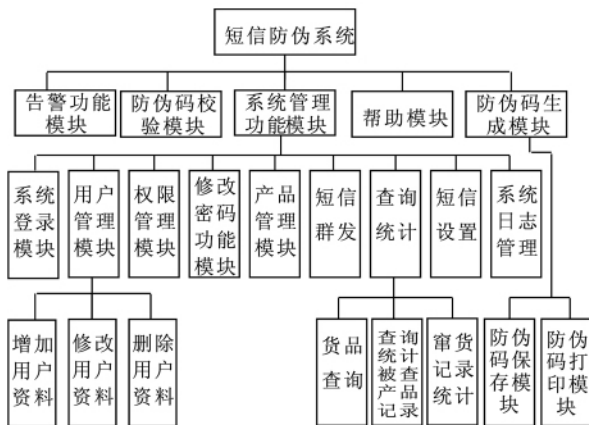 短信防伪系统
告警功能
模块
防伪码校
验模块
系统管理
功能模块
帮助模块
防伪码生
成模块
系统
登录
模块
用户
管理
模块
权限
管理
模块
修改
密码
功能
模块
产品
管理
模块
短信
群发
查询
统计
短信
设置
系统
日志
管理
增加
用户
资料
修改
用户
资料
删除
用户
资料
货品
查询
查询
统计
被查
产品
记录
窜货
记录
统计
防伪
码保
存模
块
防伪
码打
印模
块